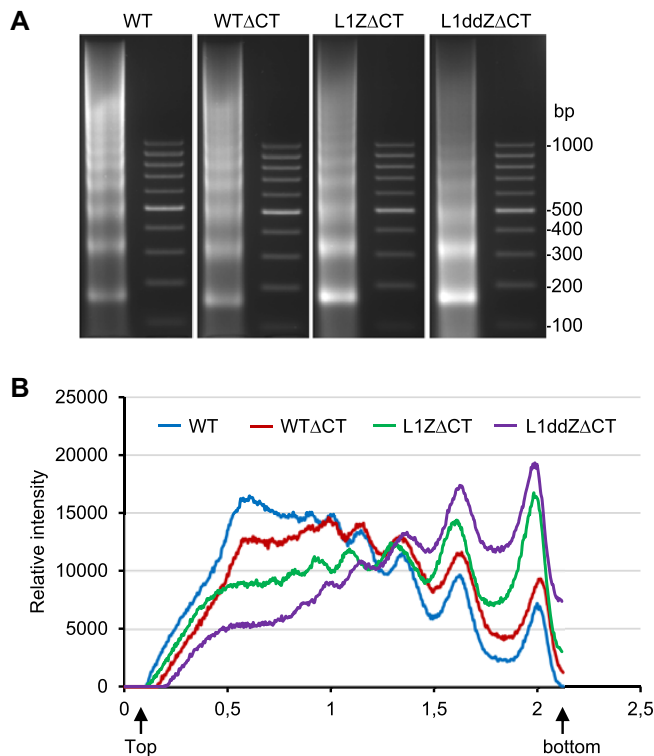 A
WT WTΔCT L1ZΔCT L1ddZΔCT
bp
-1000
-500
-400
-300
-200
-100
B
25000
20000
15000
10000
5000
0
Relative intensity
WT WTΔCT L1ZΔCT L1ddZΔCT
0 0,5 1 1,5 2 2,5
Top bottom